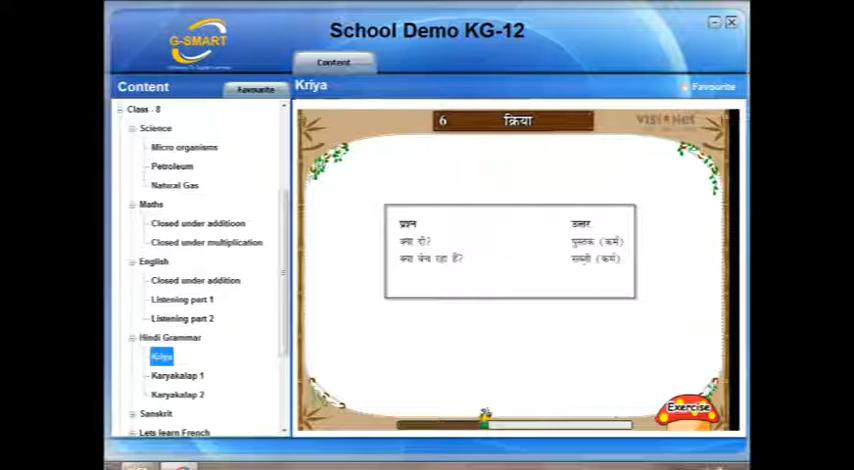 School Demo KG-12
G-SMART
Content
Content
Favourite
Kriya
Favourite
Class - 8
Science
Micro organisms
Petroleum
Natural Gas
Maths
Closed under additioon
Closed under multiplication
English
Closed under addition
Listening part 1
Listening part 2
Hindi Grammar
Kriya
Karyakalap 1
Karyakalap 2
Sanskrit
Lets learn French
6 क्रिया
प्रश्न उत्तर
क्या दी? पुस्तक (कर्म)
क्या बेच रहा है? सब्ज़ी (कर्म)
Exercise